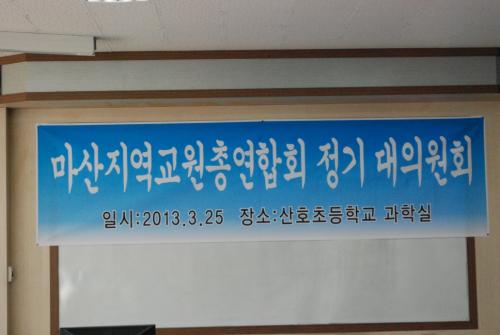 마산지역교원총연합회 정기 대의원회
일시:2013.3.25 장소:산호초등학교 과학실